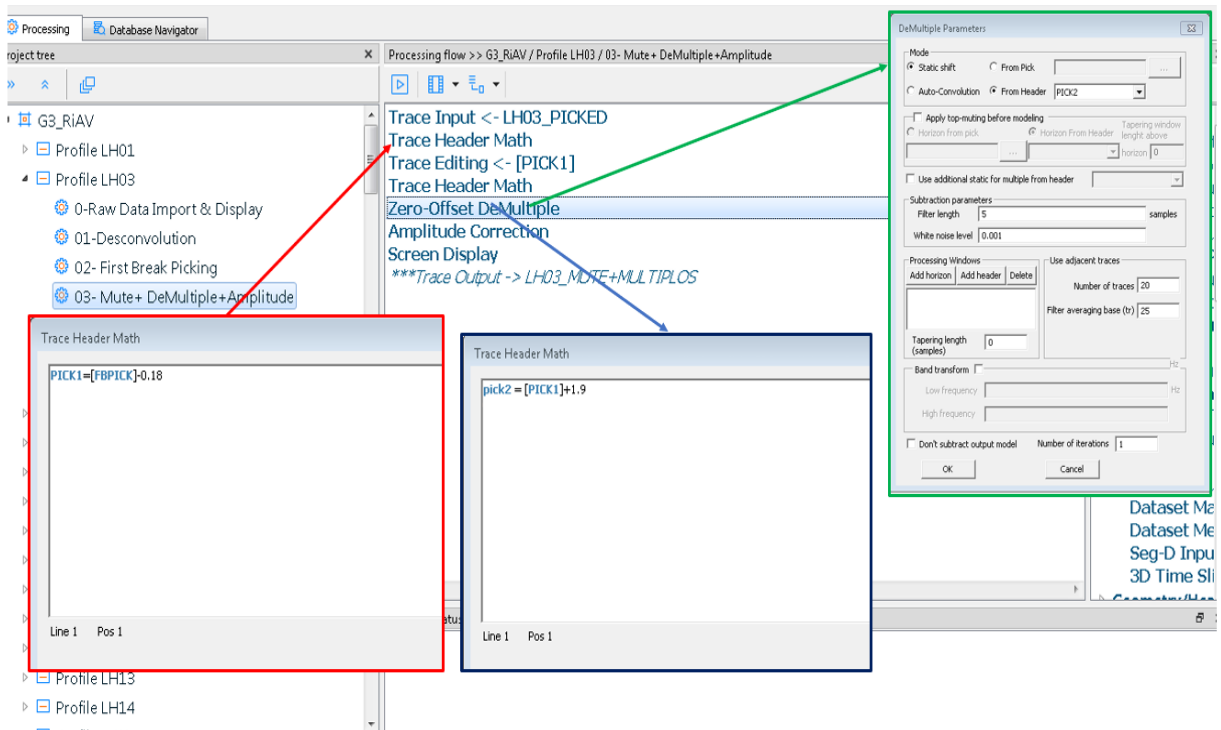 Processing
Database Navigator
roject tree
Processing flow >> G3_RiAV / Profile LH03 / 03- Mute+ DeMultiple+Amplitude
G3_RiAV
Profile LH01
Profile LH03
0-Raw Data Import & Display
01-Desconvolution
02- First Break Picking
03- Mute+ DeMultiple+Amplitude
Profile LH13
Profile LH14
Trace Input <- LH03_PICKED
Trace Header Math
Trace Editing <- [PICK1]
Trace Header Math
Zero-Offset DeMultiple
Amplitude Correction
Screen Display
***Trace Output -> LH03_MUTE+MULTIPLOS
Trace Header Math
PICK1=[FBPICK]-0.18
Line 1 Pos 1
Trace Header Math
pick2 = [PICK1]+1.9
Line 1 Pos 1
DeMultiple Parameters
Mode
Static shift
From Pick
...
Auto-Convolution
From Header
PICK2
Apply top-muting before modeling
Horizon from pick
Horizon From Header
Tapering window
lenght above
...
horizon 0
Use additional static for multiple from header
Subtraction parameters
Filter length 5 samples
White noise level 0.001
Processing Windows
Add horizon Add header Delete
Tapering length
(samples)
0
Use adjacent traces
Number of traces 20
Filter averaging base (tr) 25
Band transform
Hz
Low frequency
Hz
High frequency
Don't subtract output model
Number of iterations 1
OK
Cancel
Dataset Ma
Dataset Me
Seg-D Inpu
3D Time Sli